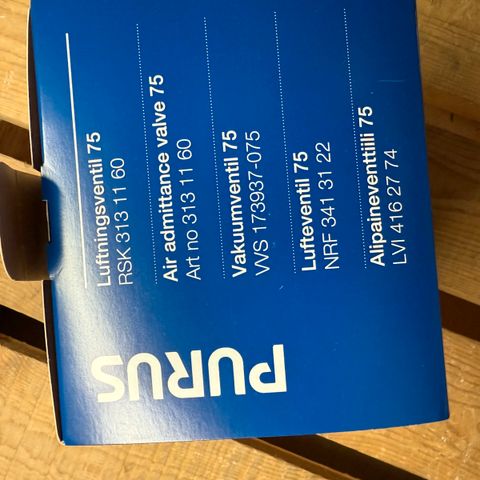 Luftningsventil 75
RSK 313 11 60
Air admittance valve 75
Art no 313 11 60
Vakuumventil 75
WS 173937-075
Lufteventil 75
NRF 341 31 22
Alipaineventtiili 75
LVI 416 27 74
PURUS